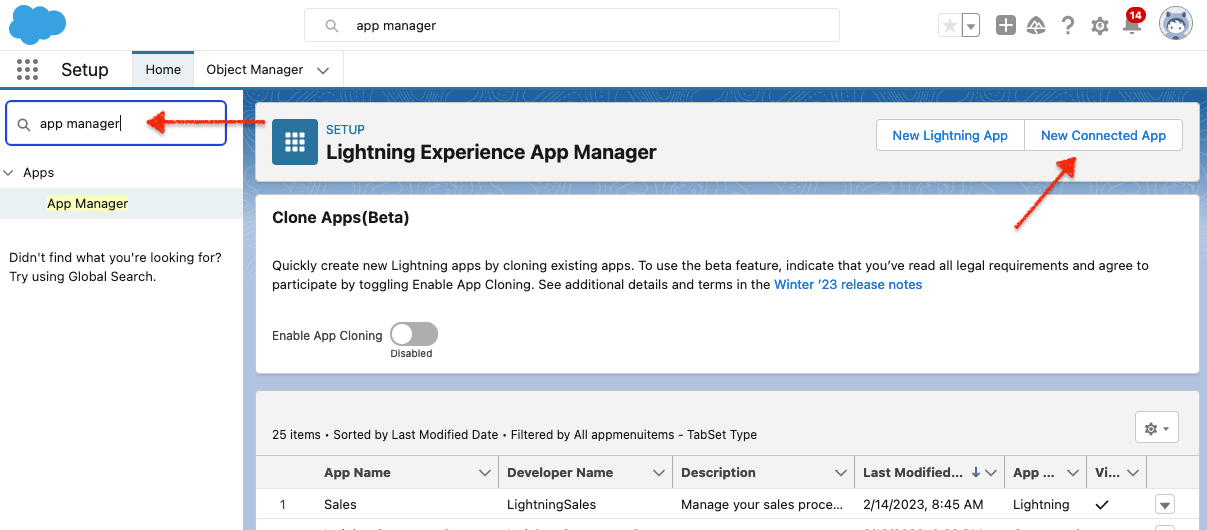 app manager
14
Setup
Home
Object Manager
app manager
Apps
App Manager
Didn't find what you're looking for?
Try using Global Search.
SETUP
Lightning Experience App Manager
New Lightning App
New Connected App
Clone Apps(Beta)
Quickly create new Lightning apps by cloning existing apps. To use the beta feature, indicate that you've read all legal requirements and agree to
participate by toggling Enable App Cloning. See additional details and terms in the Winter ’23 release notes
Enable App Cloning
Disabled
25 items • Sorted by Last Modified Date • Filtered by All appmenuitems - TabSet Type
App Name Developer Name Description Last Modified... App ... Vi...
1 Sales LightningSales Manage your sales proce... 2/14/2023, 8:45 AM Lightning